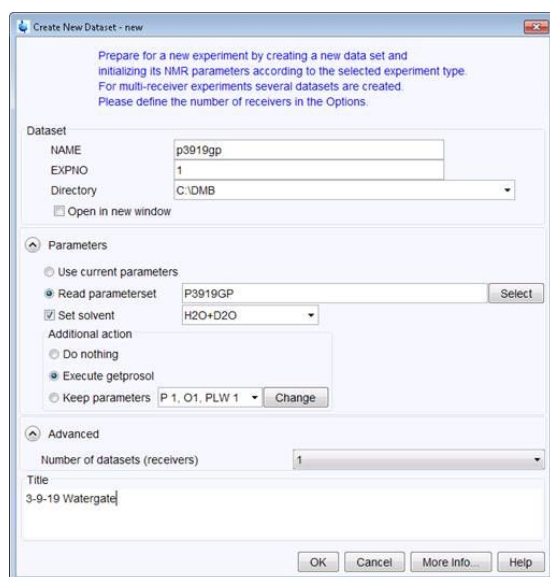 Create New Dataset - new
Prepare for a new experiment by creating a new data set and
initializing its NMR parameters according to the selected experiment type.
For multi-receiver experiments several datasets are created.
Please define the number of receivers in the Options.
Dataset
NAME p3919gp
EXPNO 1
Directory C:\DMB
Open in new window
Parameters
Use current parameters
Read parameterset P3919GP Select
Set solvent H2O+D2O
Additional action
Do nothing
Execute getprosol
Keep parameters P 1, O1, PLW 1 Change
Advanced
Number of datasets (receivers) 1
Title
3-9-19 Watergate
OK Cancel More Info... Help